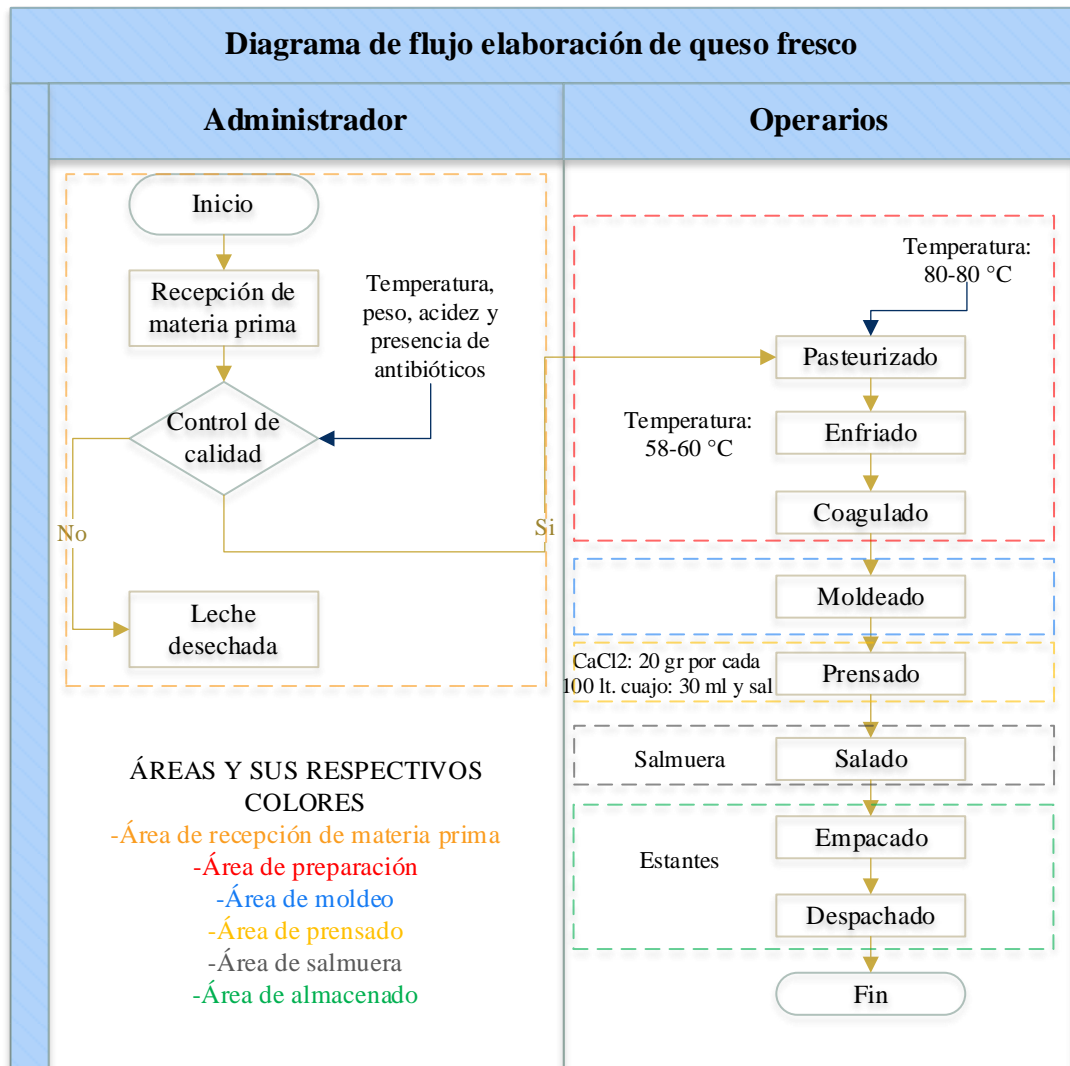 Diagrama de flujo elaboración de queso fresco
Administrador
Operarios
Inicio
Recepción de
materia prima
Temperatura,
peso, acidez y
presencia de
antibióticos
Control de
calidad
No
Si
Leche
desechada
ÁREAS Y SUS RESPECTIVOS
COLORES
-Área de recepción de materia prima
-Área de preparación
-Área de moldeo
-Área de prensado
-Área de salmuera
-Área de almacenado
Temperatura:
80-80 °C
Pasteurizado
Temperatura:
58-60 °C
Enfriado
Coagulado
Moldeado
CaCl2: 20 gr por cada
100 lt. cuajo: 30 ml y sal
Prensado
Salmuera
Salado
Empacado
Estantes
Despachado
Fin